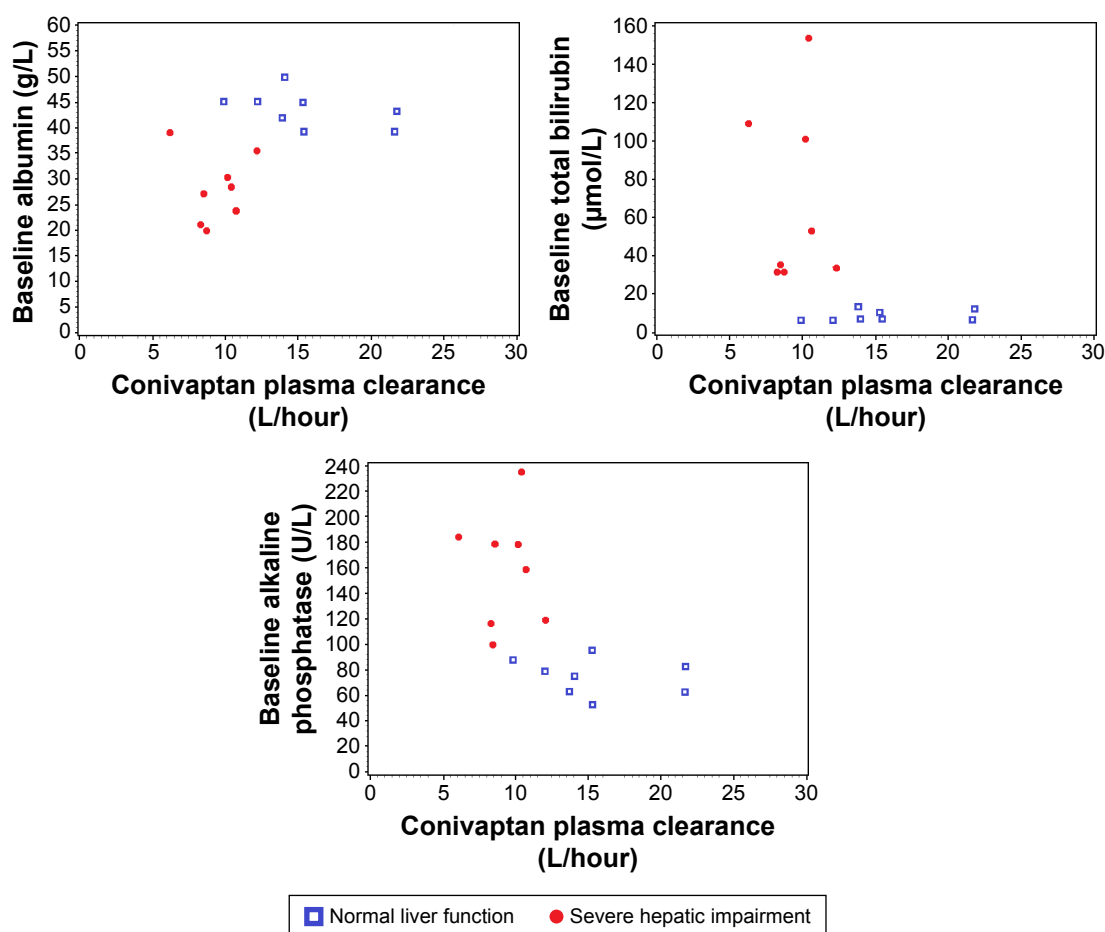 Baseline albumin (g/L)
60
55
50
45
40
35
30
25
20
15
10
5
0
0 5 10 15 20 25 30
Conivaptan plasma clearance
(L/hour)
Baseline total bilirubin
(µmol/L)
160
140
120
100
80
60
40
20
0
0 5 10 15 20 25 30
Conivaptan plasma clearance
(L/hour)
Baseline alkaline
phosphatase (U/L)
240
220
200
180
160
140
120
100
80
60
40
20
0
0 5 10 15 20 25 30
Conivaptan plasma clearance
(L/hour)
Normal liver function Severe hepatic impairment